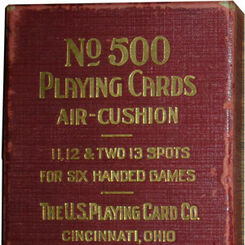 No 500
PLAYING CARDS
AIR-CUSHION
11, 12 & TWO 13 SPOTS
FOR SIX HANDED GAMES
THE U.S. PLAYING CARD CO.
CINCINNATI, OHIO